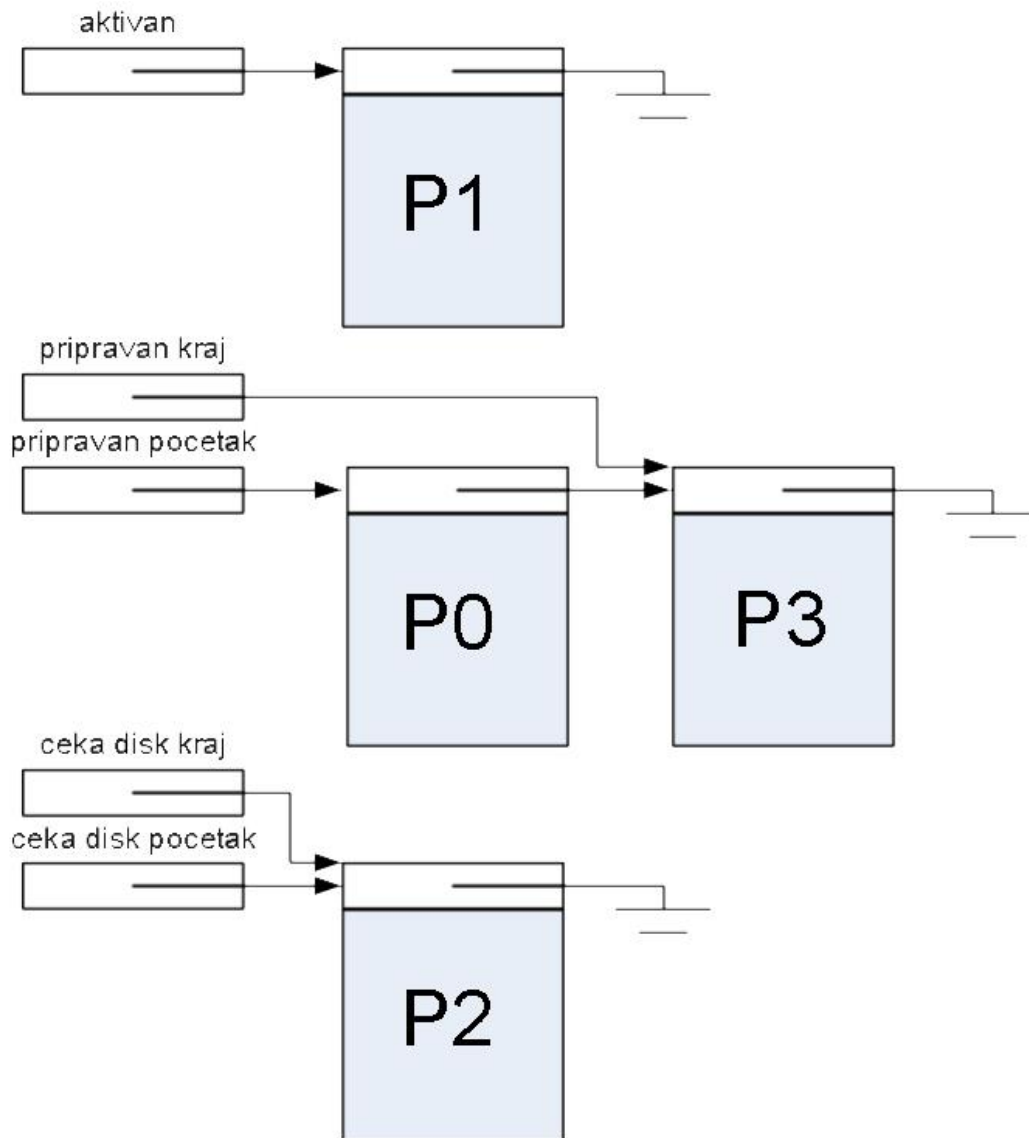 aktivan
P1
pripravan kraj
pripravan pocetak
P0
P3
ceka disk kraj
ceka disk pocetak
P2